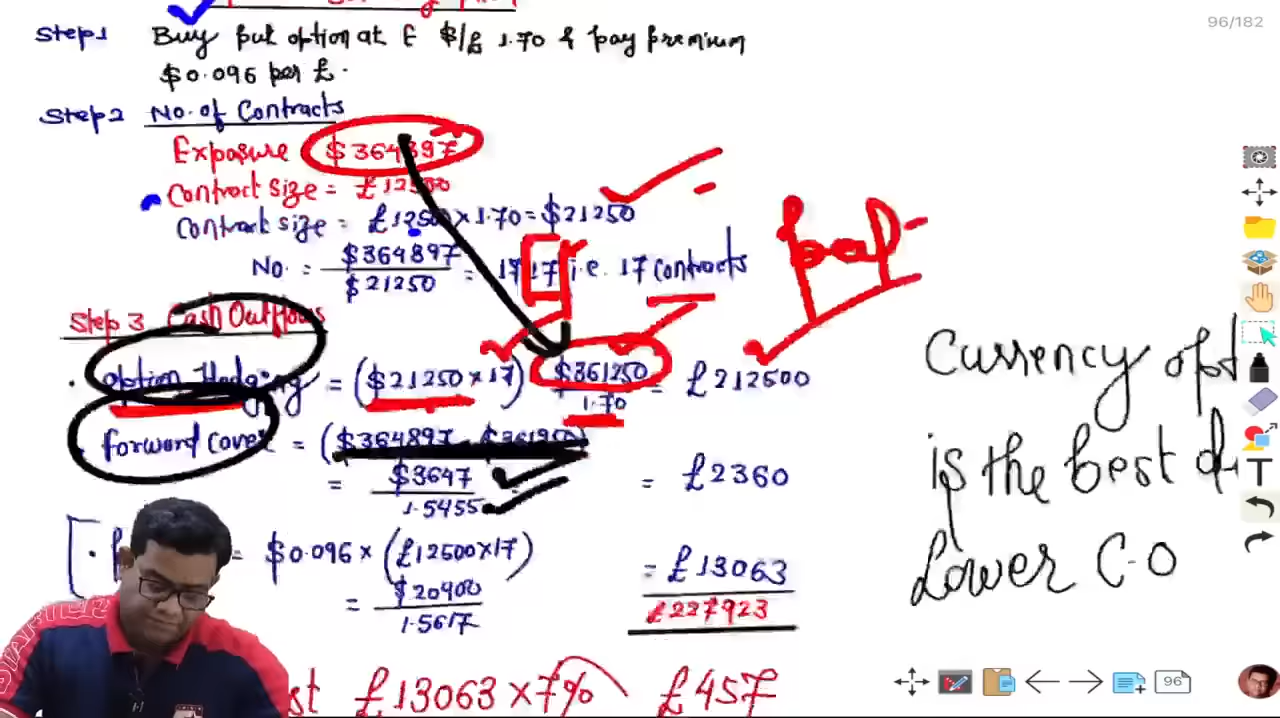 96/182
Step1 Buy put option at £ $/£ 1.70 & pay premium
$0.096 per £.
Step2 No. of Contracts
Exposure $364897
Contract size = £12500
Contract size = £12500 × 1.70 = $21250
No. = $364897 / $21250 = 17.17 i.e. 17 contracts
Step 3 Cash Outflows
. option Hedging = ($21250 × 17) $361250 / 1.70 = £212500
. forward cover = ($364897 - $361250)
= $3647 / 1.5455 = £2360
= $0.096 × (£12500×17) = £13063
= $20400 / 1.5617
£227923
£13063 × 7% £457
Currency
is the best
Lower C.O
96